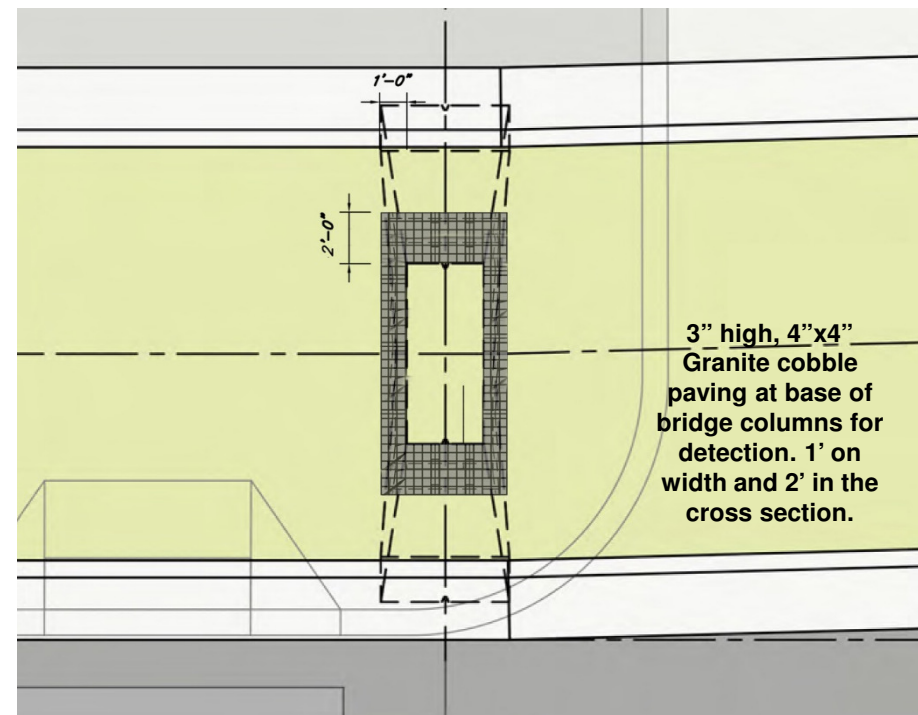 1'-0"
2'-0"
3” high, 4”x4”
Granite cobble
paving at base of
bridge columns for
detection. 1’ on
width and 2’ in the
cross section.